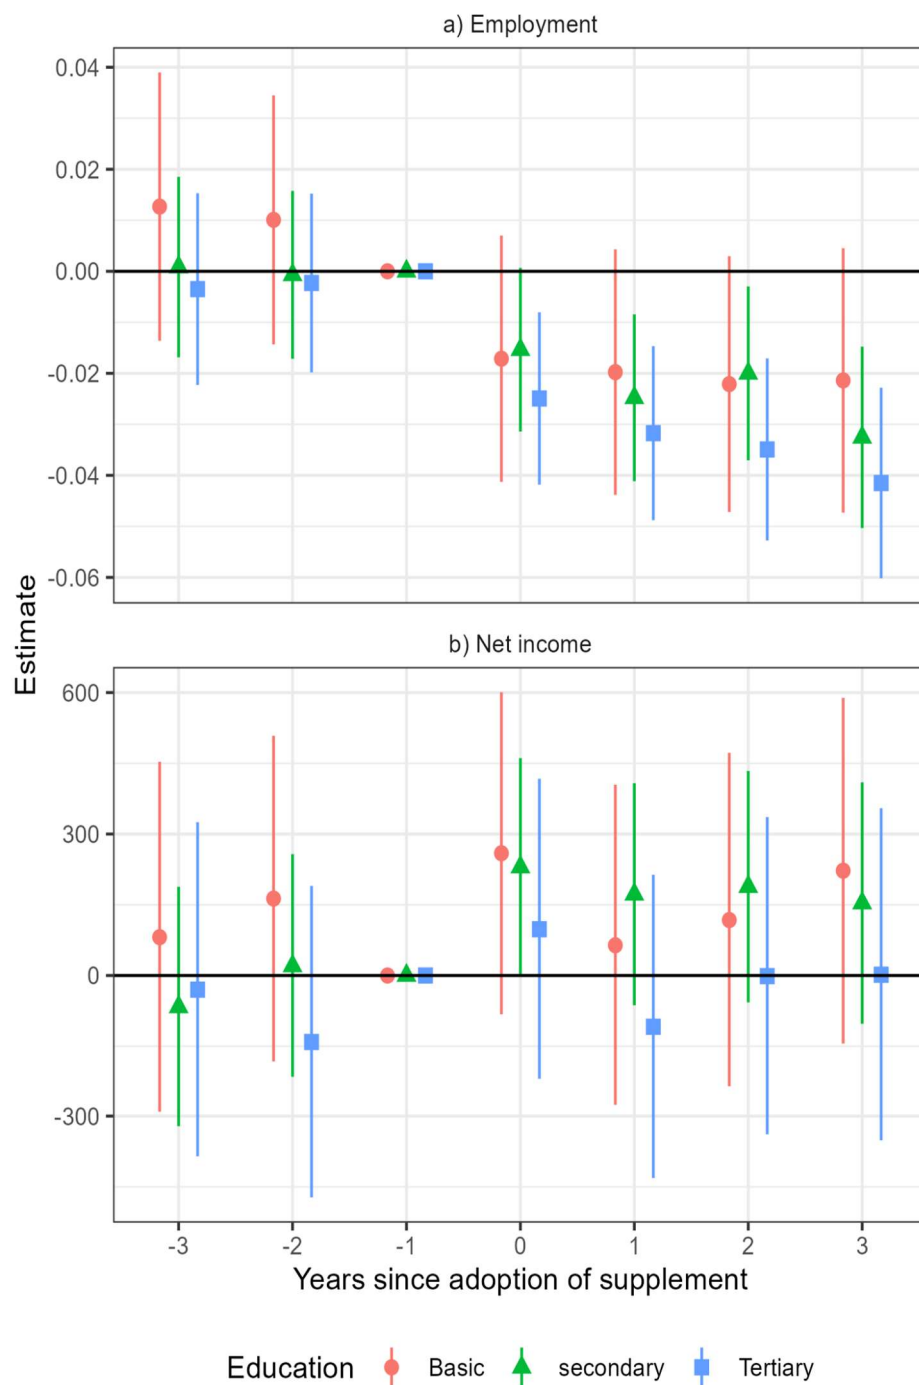 a) Employment
0.04
0.02
0.00
-0.02
-0.04
-0.06
Estimate
b) Net income
600
300
0
-300
-3 -2 -1 0 1 2 3
Years since adoption of supplement
Education Basic secondary Tertiary